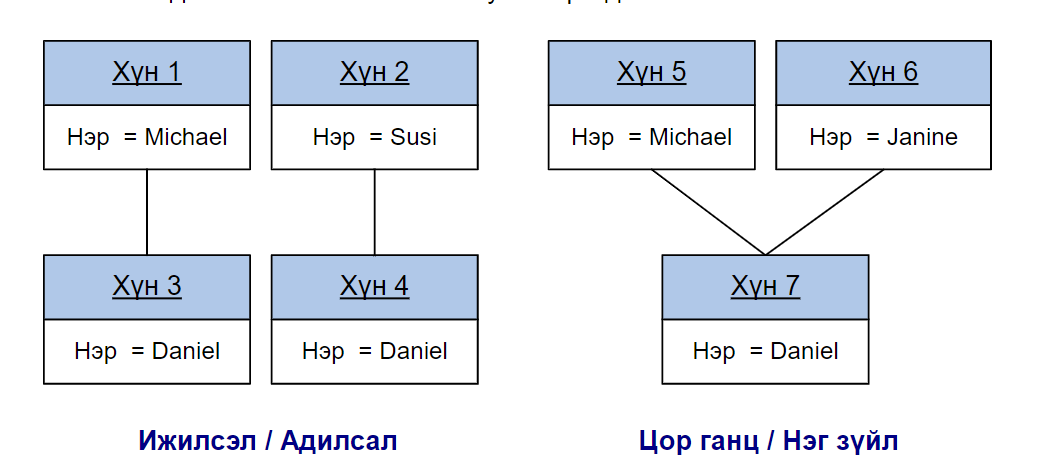 Хүн 1
Хүн 2
Хүн 5
Хүн 6
Нэр = Michael
Нэр = Susi
Нэр = Michael
Нэр = Janine
Хүн 3
Хүн 4
Хүн 7
Нэр = Daniel
Нэр = Daniel
Нэр = Daniel
Ижилсэл / Адилсал
Цор ганц / Нэг зүйл